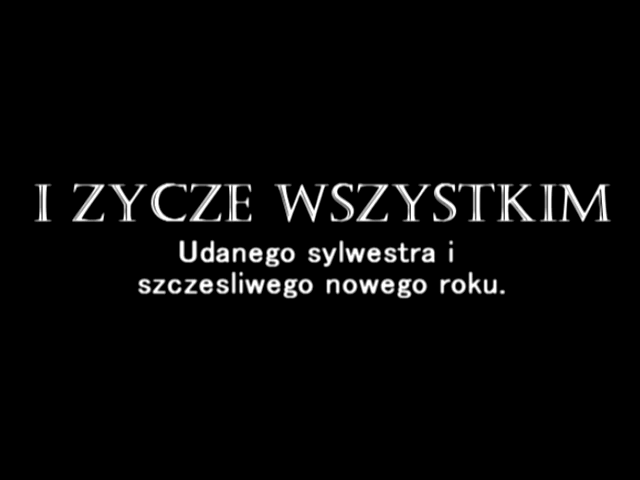 I ZYCZE WSZYSTKIM
Udanego sylwestra i
szczesliwego nowego roku.